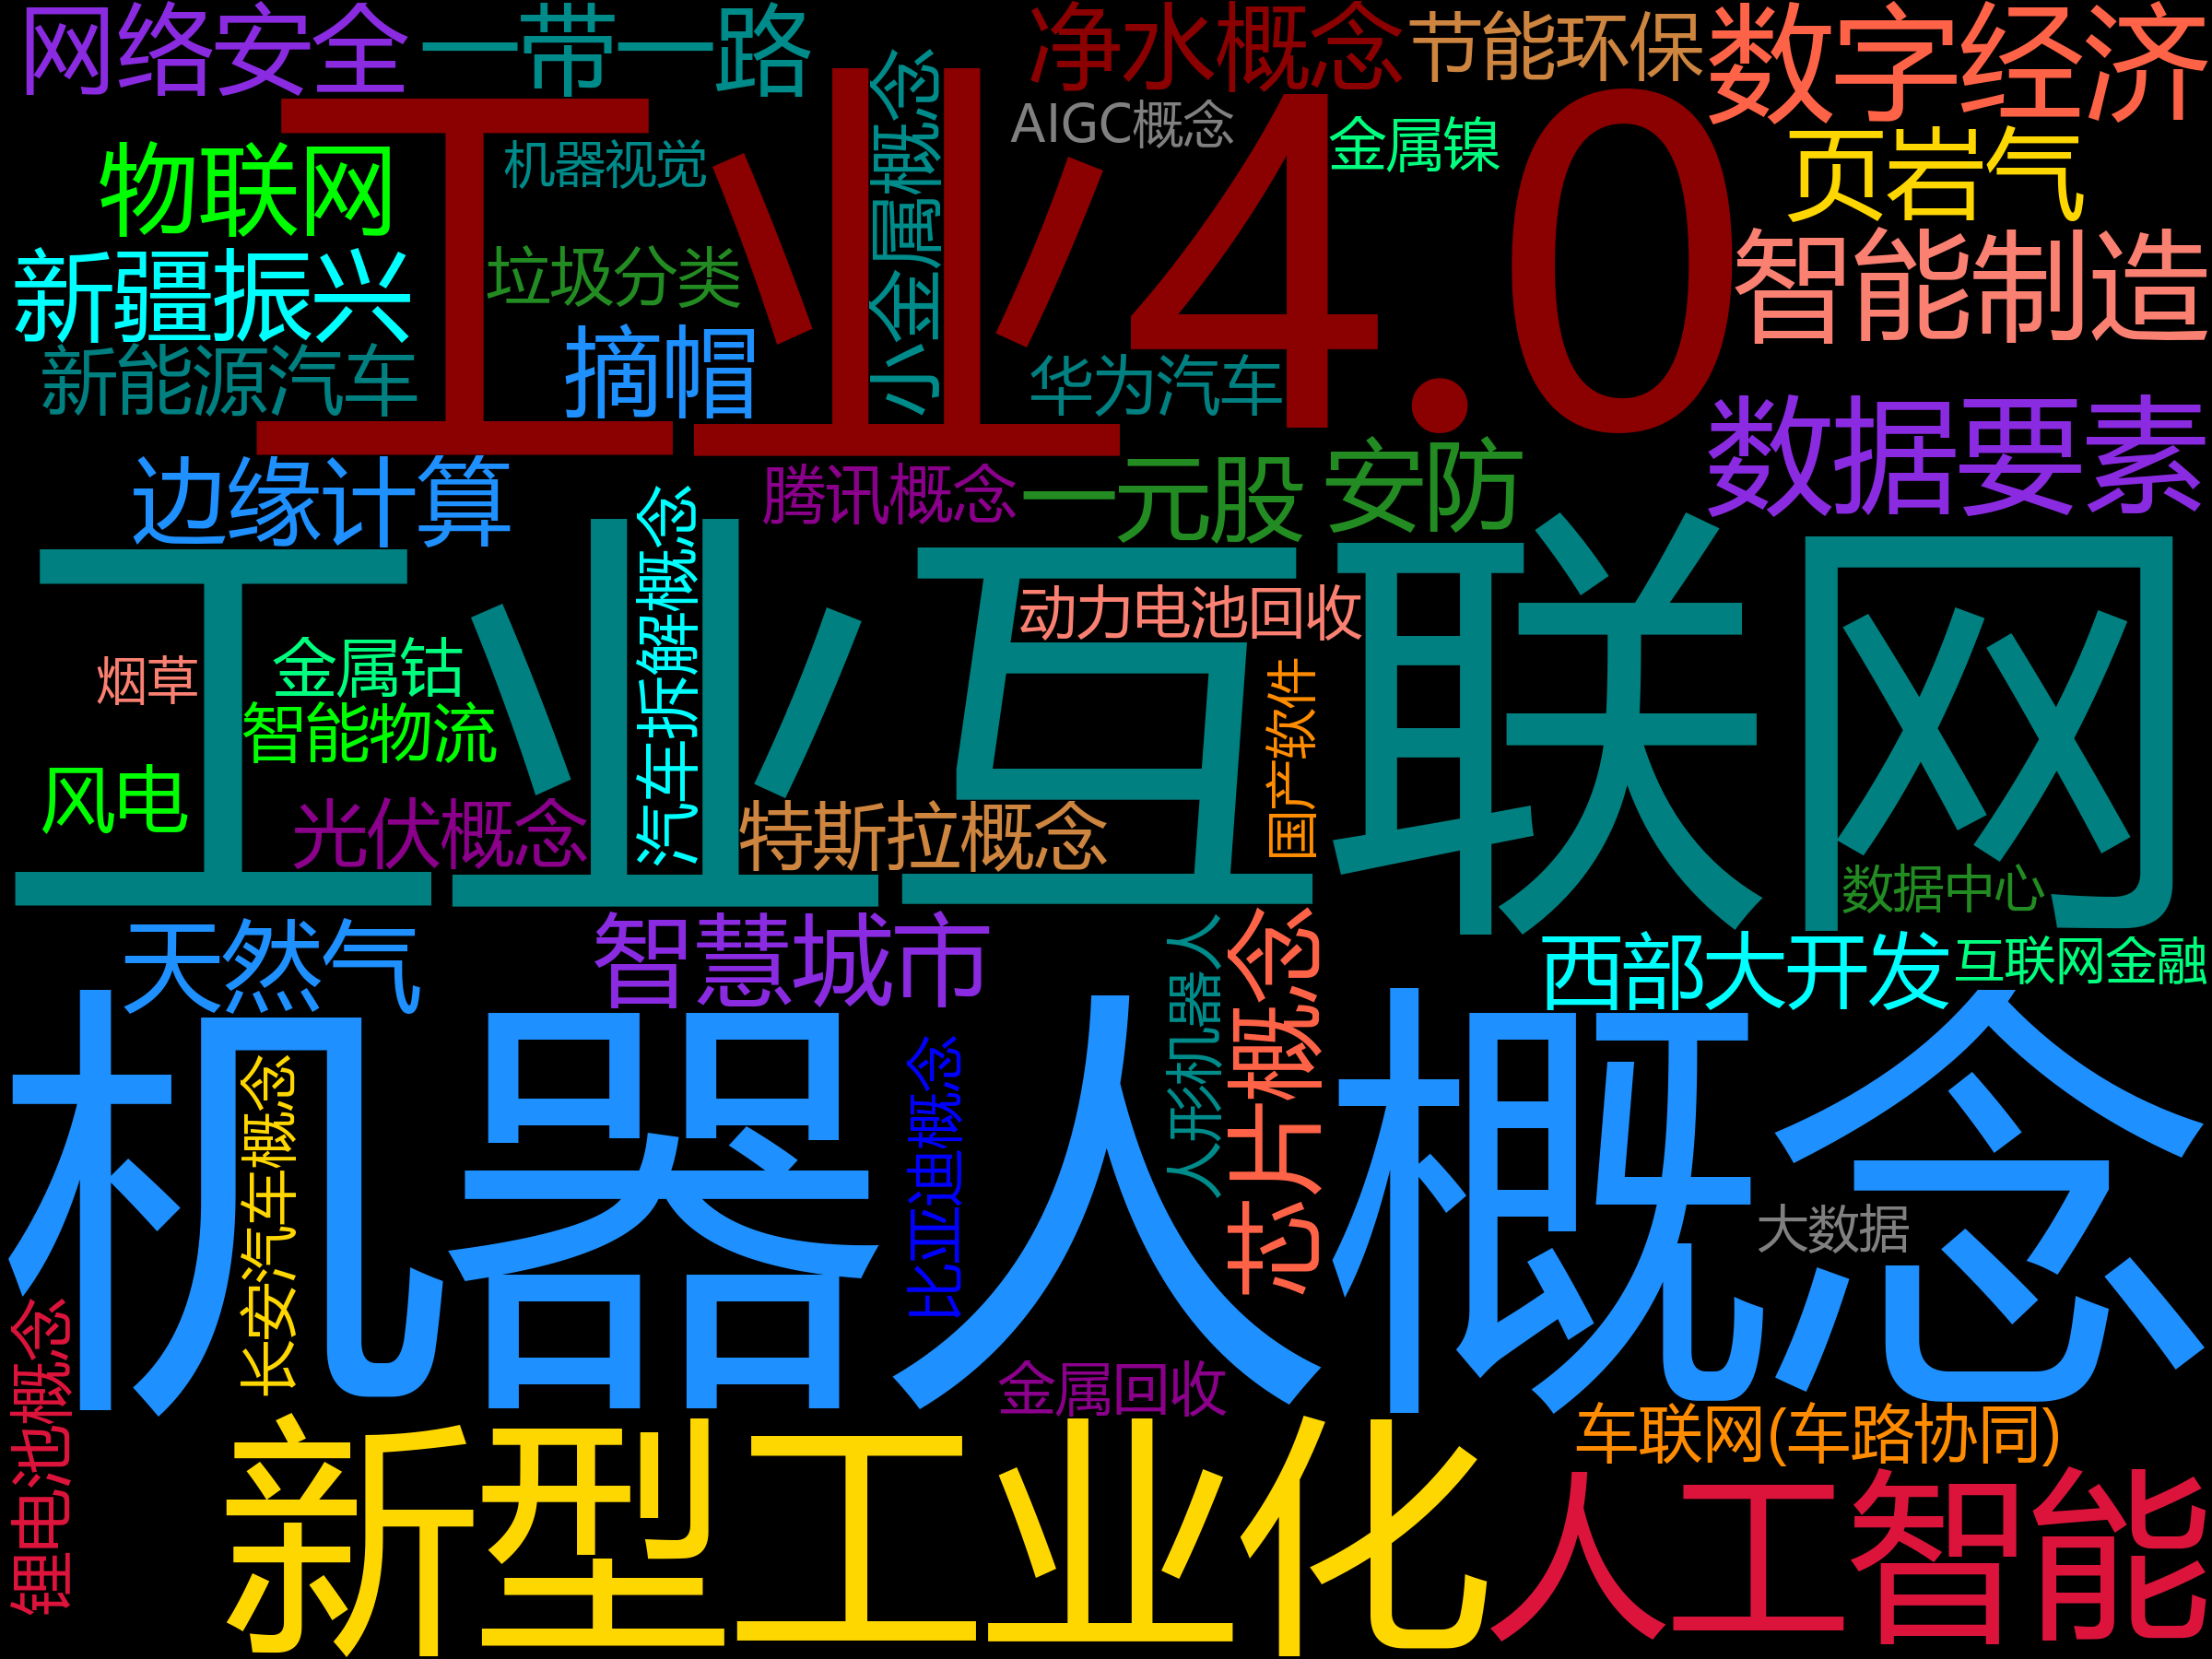 网络安全
一带一路
净水概念
节能环保
数字经济
AIGC概念
金属镍
页岩气
物联网
机器视觉
工业4.0
小金属概念
智能制造
新疆振兴
垃圾分类
摘帽
新能源汽车
华为汽车
数据要素
边缘计算
腾讯概念
一元股
安防
工业互联网
汽车拆解概念
动力电池回收
烟草
金属钴
智能物流
国产软件
风电
光伏概念
特斯拉概念
数据中心
天然气
智慧城市
人形机器人
芯片概念
西部大开发
互联网金融
机器人概念
长安汽车概念
比亚迪概念
大数据
锂电池概念
金属回收
车联网(车路协同)
新型工业化
人工智能